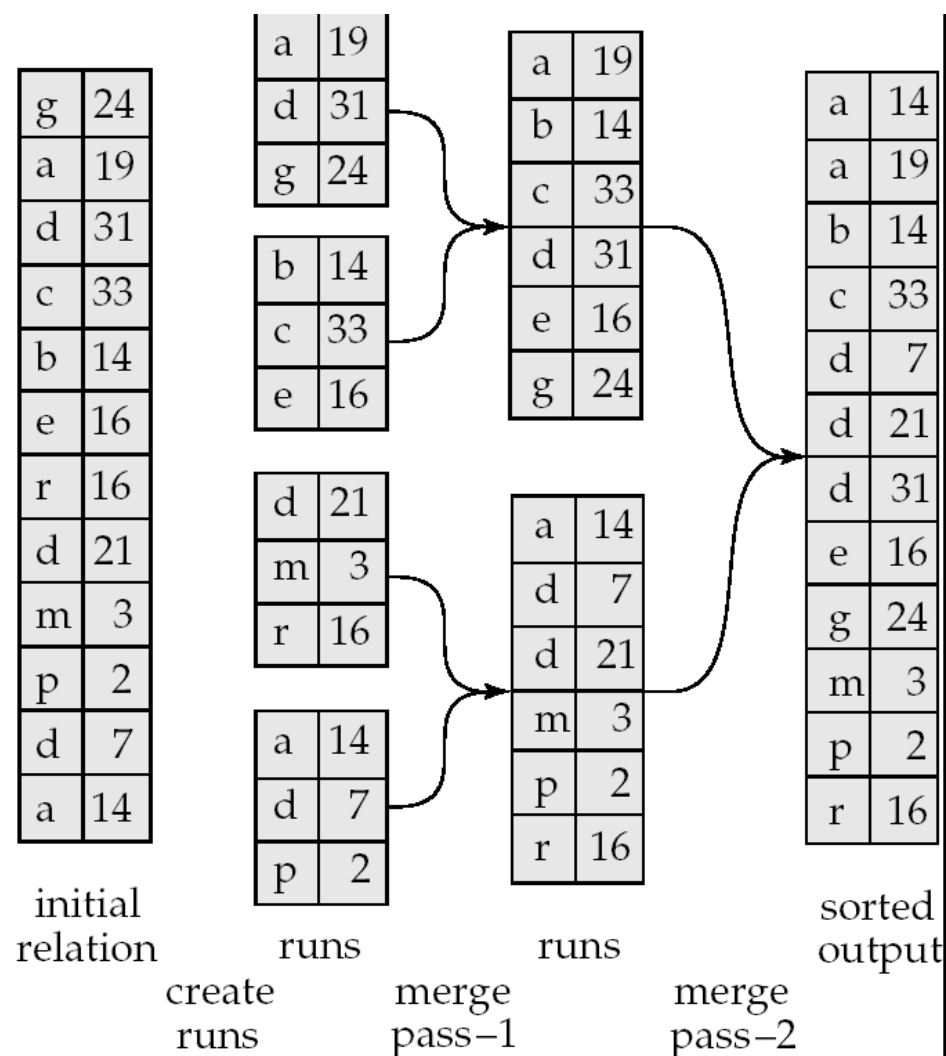 g 24
a 19
d 31
c 33
b 14
e 16
r 16
d 21
m 3
p 2
d 7
a 14
initial
relation
create
runs
a 19
d 31
g 24
b 14
c 33
e 16
d 21
m 3
r 16
a 14
d 7
p 2
runs
merge
pass–1
a 19
b 14
c 33
d 31
e 16
g 24
a 14
d 7
d 21
m 3
p 2
r 16
runs
merge
pass–2
a 14
a 19
b 14
c 33
d 7
d 21
d 31
e 16
g 24
m 3
p 2
r 16
sorted
output